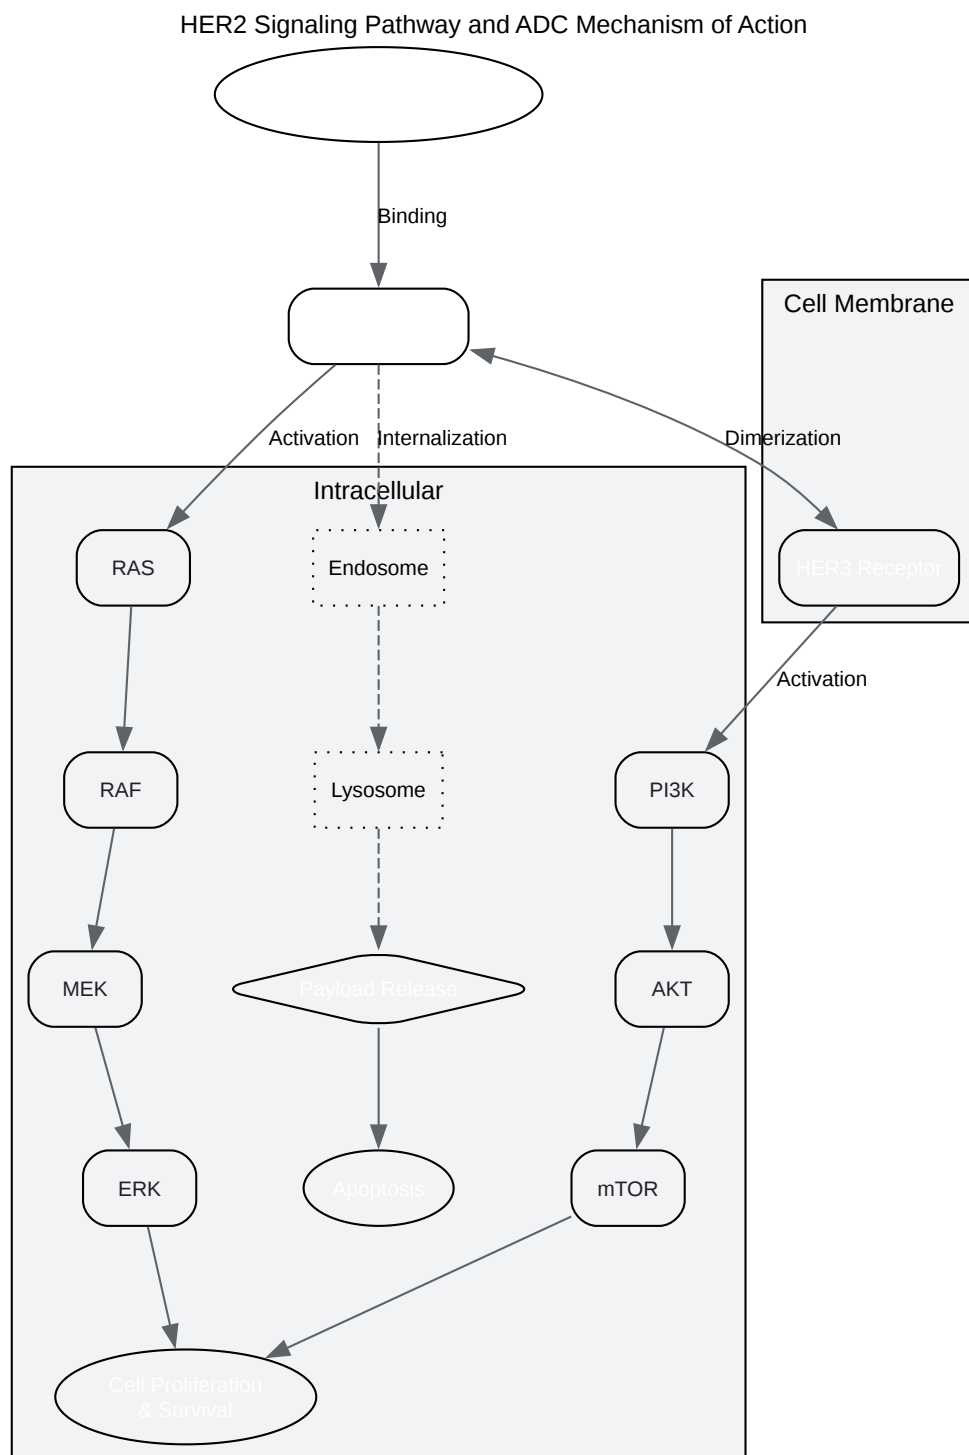 HER2 Signaling Pathway and ADC Mechanism of Action
Binding
Cell Membrane
Activation
Internalization
Dimerization
Intracellular
RAS
Endosome
HER3 Receptor
Activation
RAF
Lysosome
PI3K
MEK
Payload Release
AKT
ERK
Apoptosis
mTOR
Cell Proliferation
& Survival